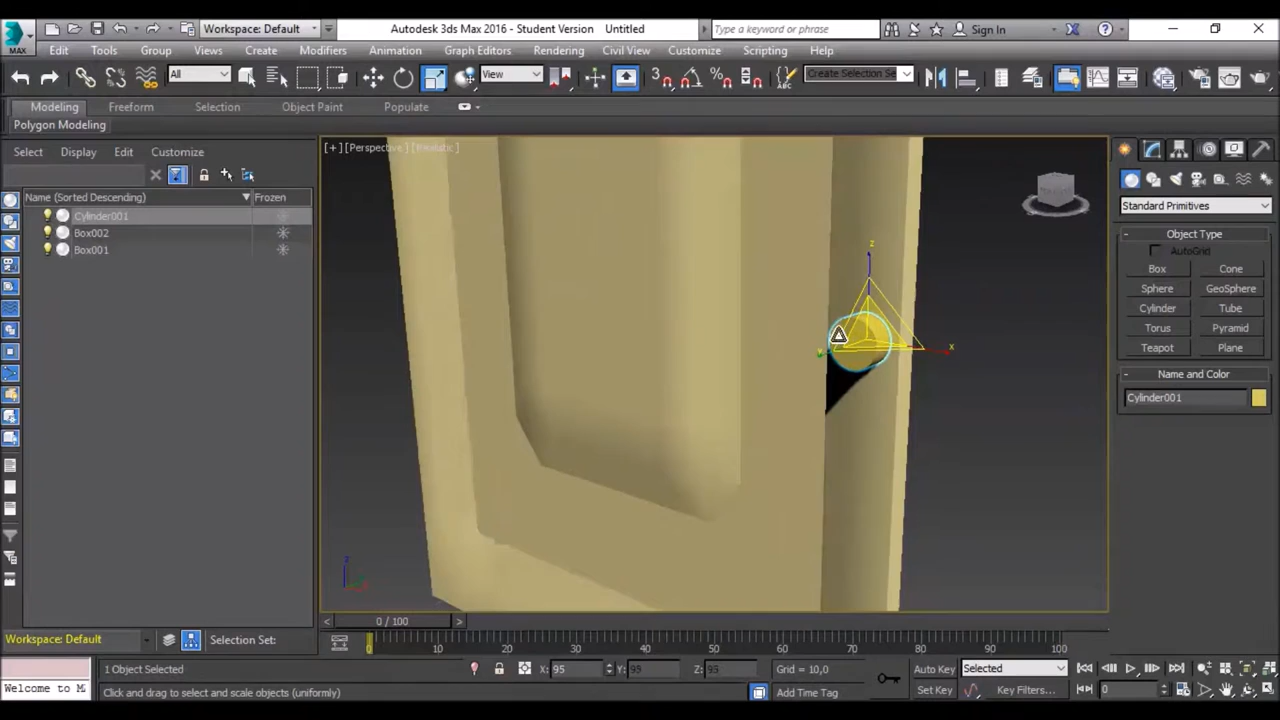 Workspace: Default
Autodesk 3ds Max 2016 - Student Version Untitled
Type a keyword or phrase
Sign In
MAX
Edit Tools Group Views Create Modifiers Animation Graph Editors Rendering Civil View Customize Scripting Help
All
View
3
Create Selection Se
Modeling Freeform Selection Object Paint Populate
Polygon Modeling
Select Display Edit Customize
[+] [Perspective] [Realistic]
Name (Sorted Descending) Frozen
Cylinder001
Box002
Box001
z
x
y
z
Standard Primitives
- Object Type
AutoGrid
Box Cone
Sphere GeoSphere
Cylinder Tube
Torus Pyramid
Teapot Plane
- Name and Color
Cylinder001
< 0 / 100 >
Workspace: Default
Selection Set:
0 10 20 30 40 50 60 70 80 90 100
1 Object Selected
X: 95 Y: 95 Z: 95
Grid = 10,0
Auto Key Selected
Welcome to M
Click and drag to select and scale objects (uniformly)
Add Time Tag
Set Key Key Filters...
0